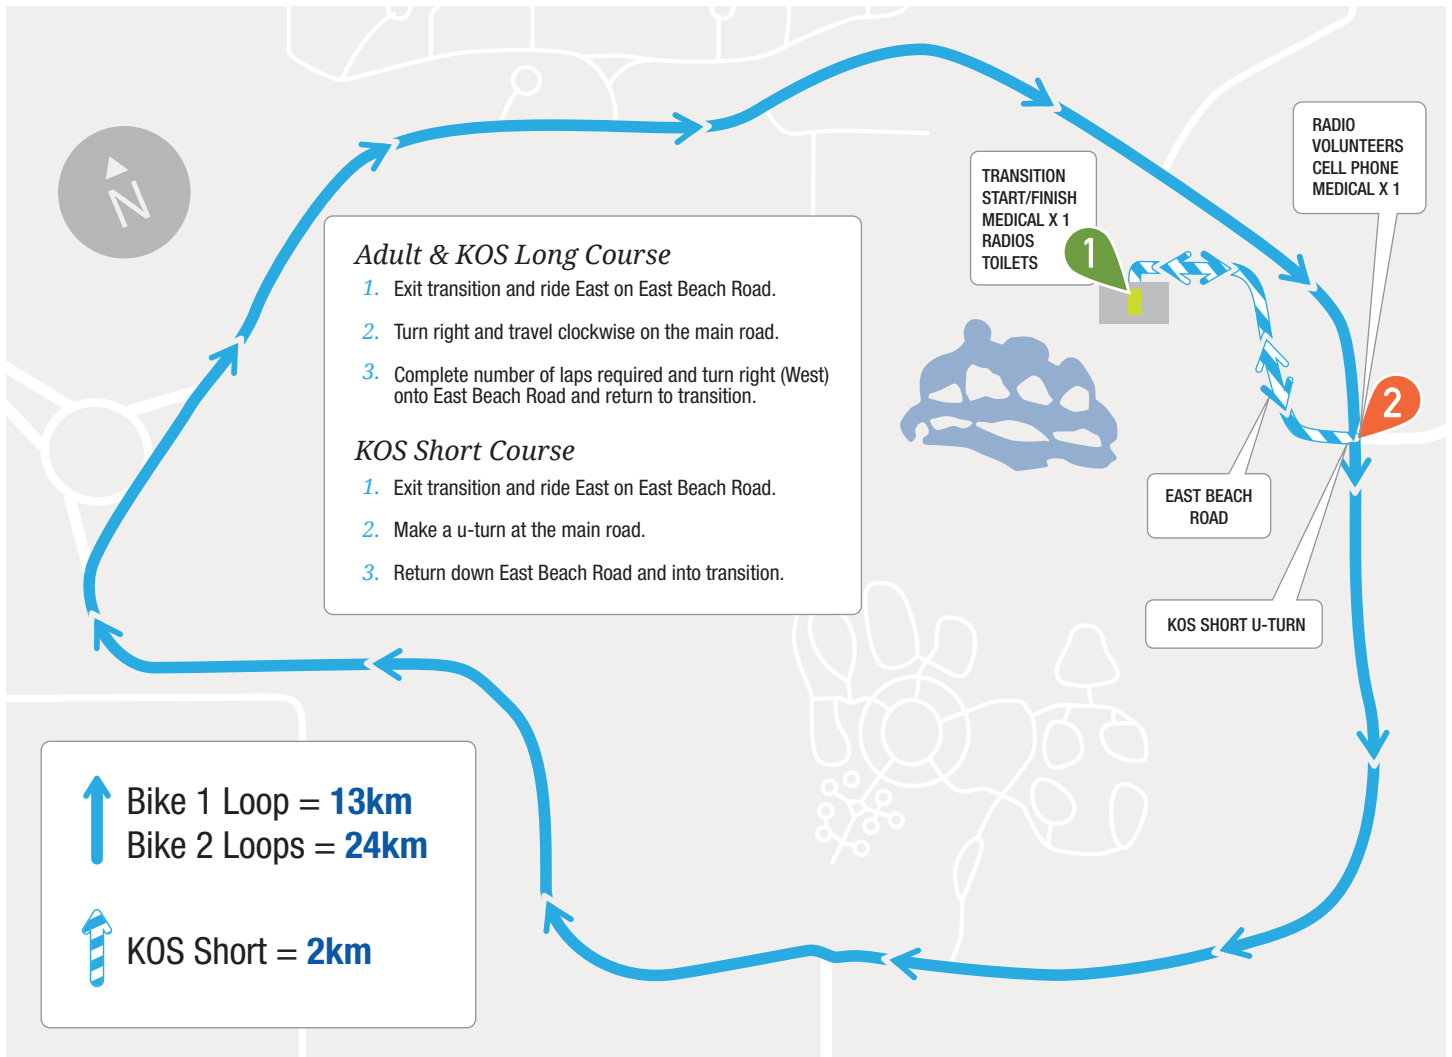 N
RADIO
VOLUNTEERS
CELL PHONE
MEDICAL X 1
TRANSITION
START/FINISH
MEDICAL X 1
RADIOS
TOILETS
1
2
Adult & KOS Long Course
1. Exit transition and ride East on East Beach Road.
2. Turn right and travel clockwise on the main road.
3. Complete number of laps required and turn right (West)
onto East Beach Road and return to transition.
KOS Short Course
1. Exit transition and ride East on East Beach Road.
2. Make a u-turn at the main road.
3. Return down East Beach Road and into transition.
EAST BEACH
ROAD
KOS SHORT U-TURN
Bike 1 Loop = 13km
Bike 2 Loops = 24km
KOS Short = 2km